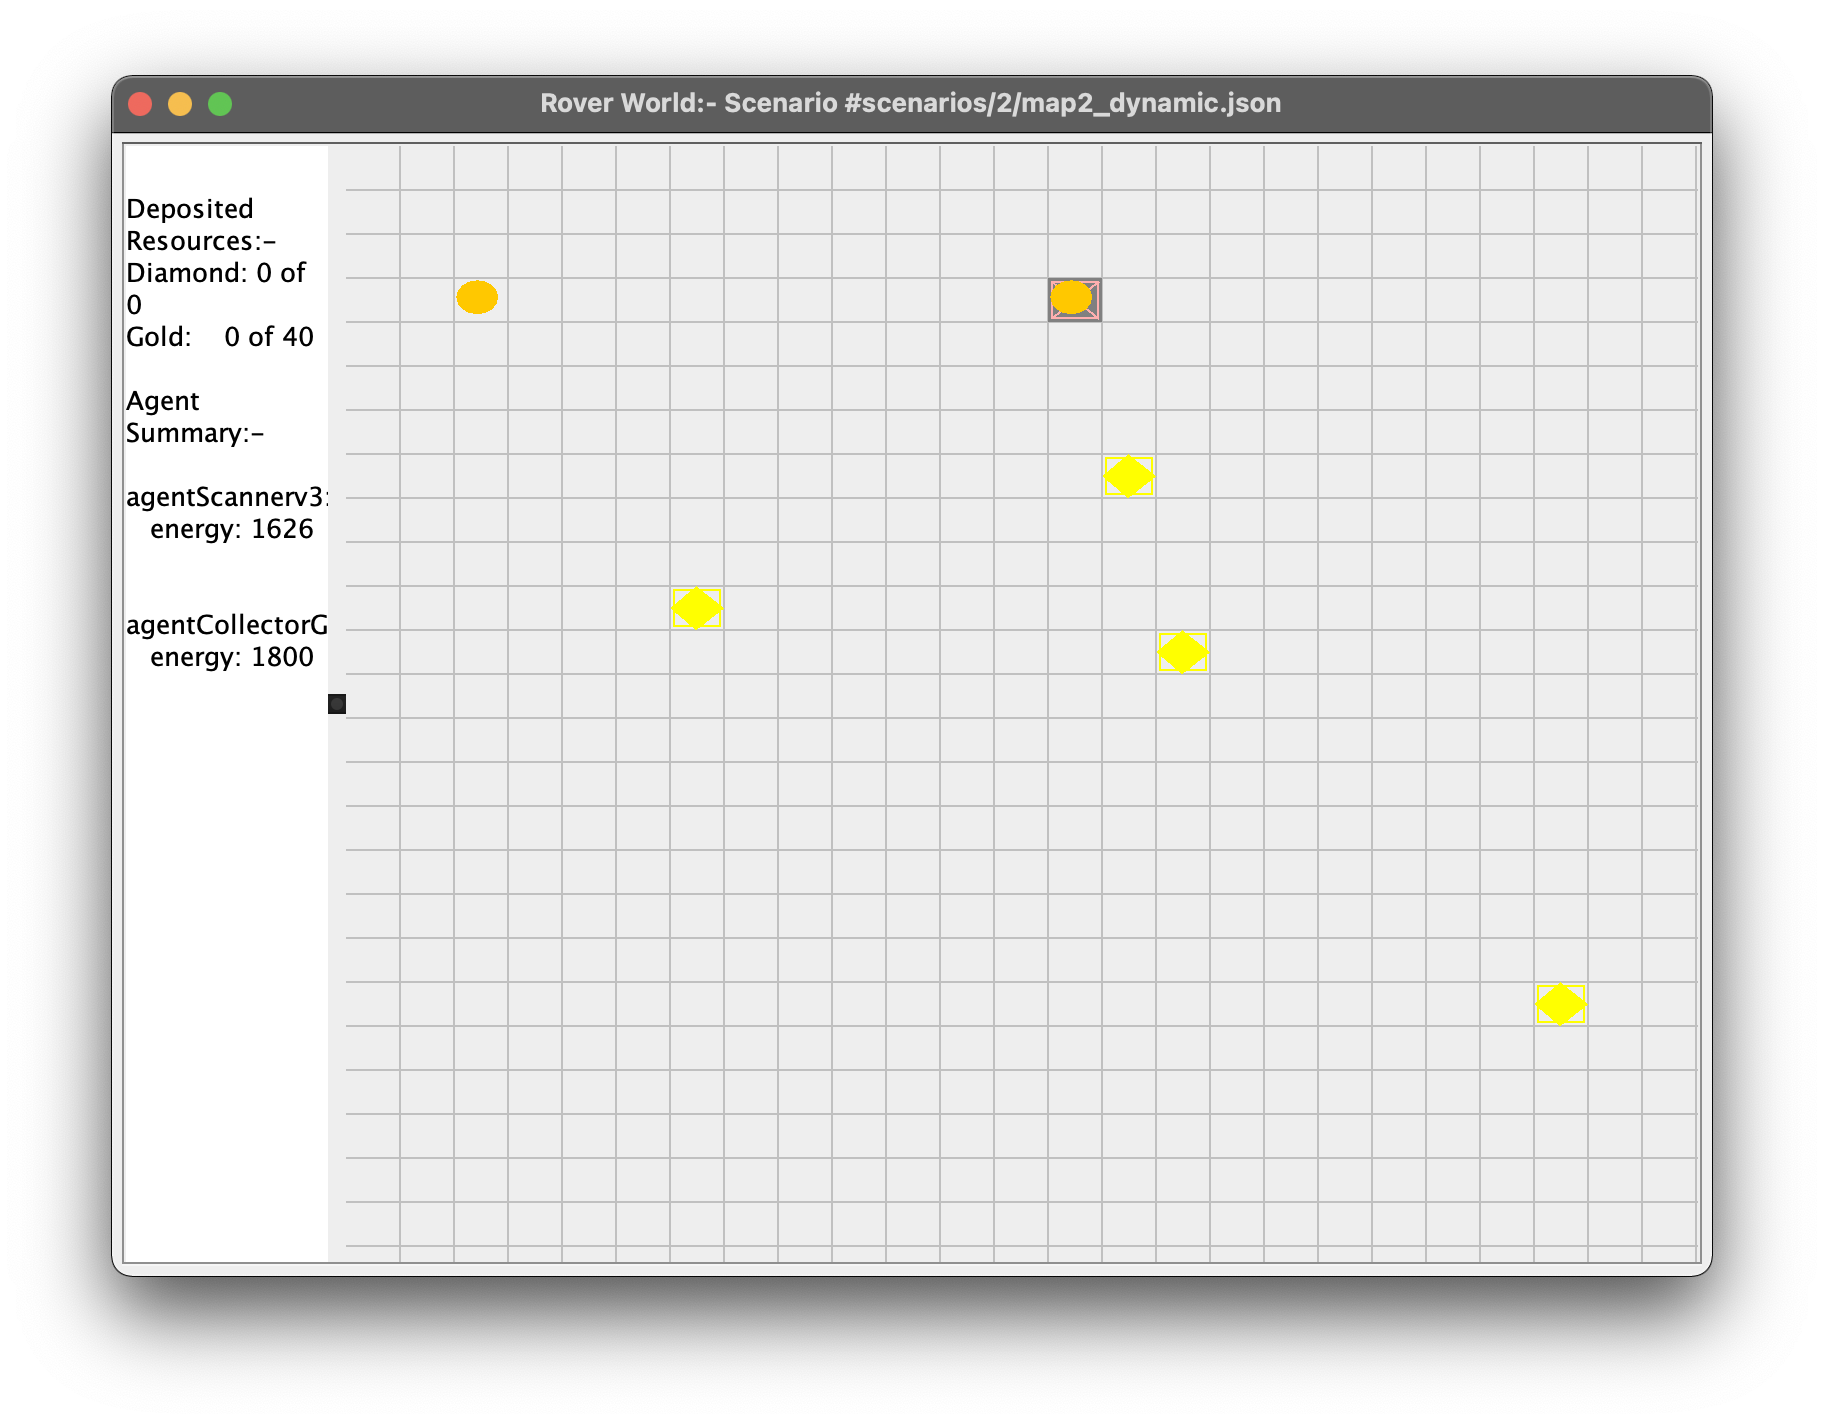 Rover World:- Scenario #scenarios/2/map2_dynamic.json
Deposited
Resources:-
Diamond: 0 of
0
Gold: 0 of 40
Agent
Summary:-
agentScannerv3:
energy: 1626
agentCollectorG
energy: 1800